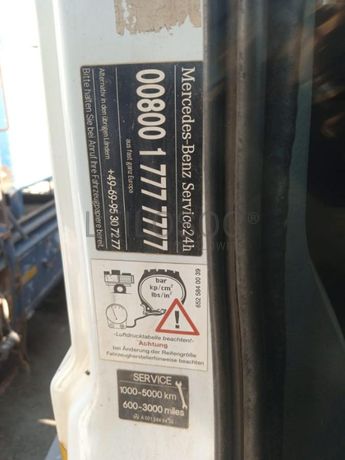 Mercedes-Benz Service24h
00800 1 777 7777
aus fast ganz Europa
Alternativ in den übrigen Ländern
+49-69-95 30 72 77
Bitte halten Sie bei Anruf Ihre Fahrzeugpapiere bereit.
bar
kp/cm²
lbs/in²
-Luftdrucktabelle beachten!-
Achtung
bei Änderung der Reifengröße
Fahrzeugherstellerhinweise beachten
SERVICE
1000-5000 km
600-3000 miles